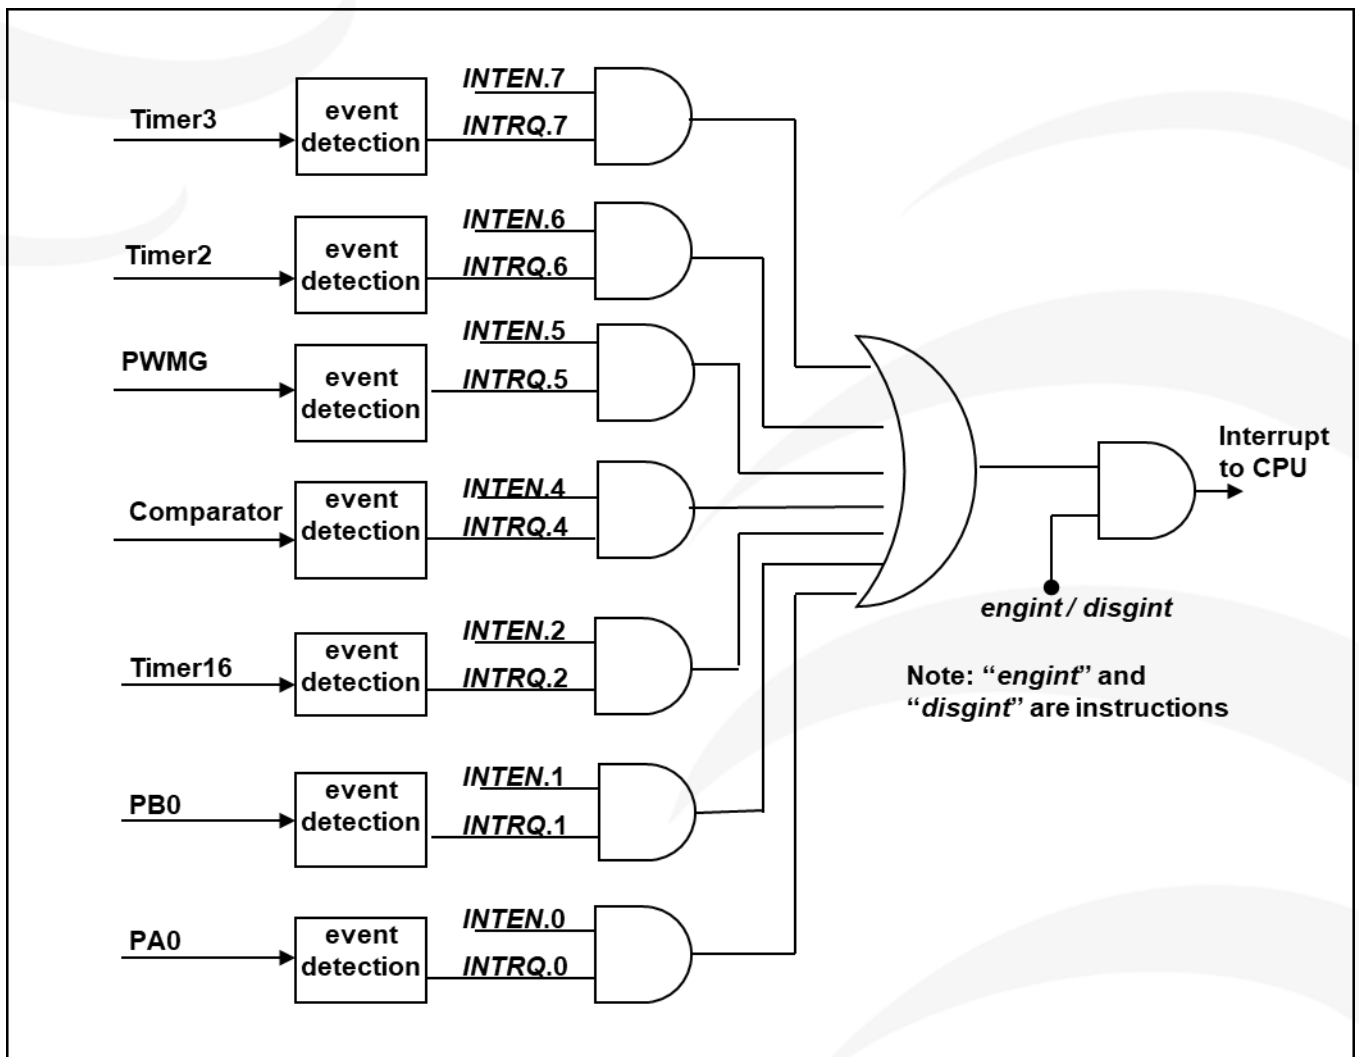 INTEN.7
Timer3
event
detection
INTRQ.7
INTEN.6
Timer2
event
detection
INTRQ.6
INTEN.5
PWMG
event
detection
INTRQ.5
INTEN.4
Comparator
event
detection
INTRQ.4
Interrupt
to CPU
engint / disgint
INTEN.2
Timer16
event
detection
INTRQ.2
Note: “engint” and
“disgint” are instructions
INTEN.1
PB0
event
detection
INTRQ.1
INTEN.0
PA0
event
detection
INTRQ.0